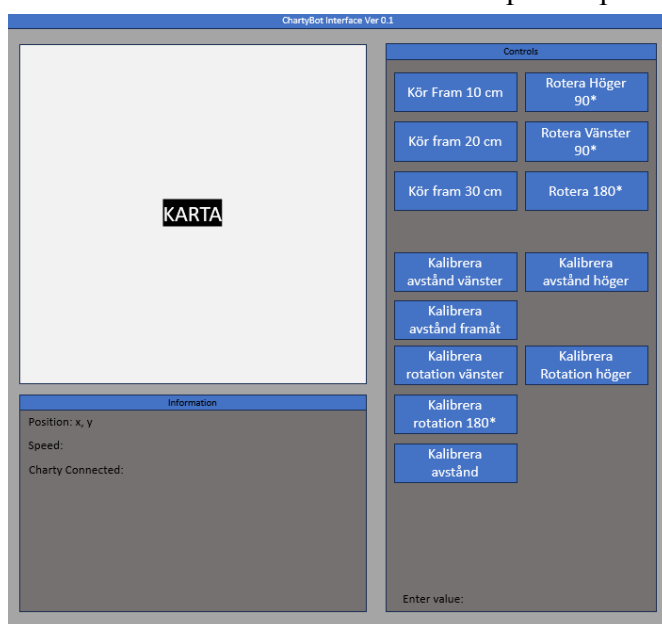 ChartyBot Interface Ver 0.1
KARTA
Information
Position: x, y
Speed:
Charty Connected:
Controls
Kör Fram 10 cm
Rotera Höger
90*
Kör fram 20 cm
Rotera Vänster
90*
Kör fram 30 cm
Rotera 180*
Kalibrera
avstånd vänster
Kalibrera
avstånd höger
Kalibrera
avstånd framåt
Kalibrera
rotation vänster
Kalibrera
Rotation höger
Kalibrera
rotation 180*
Kalibrera
avstånd
Enter value: